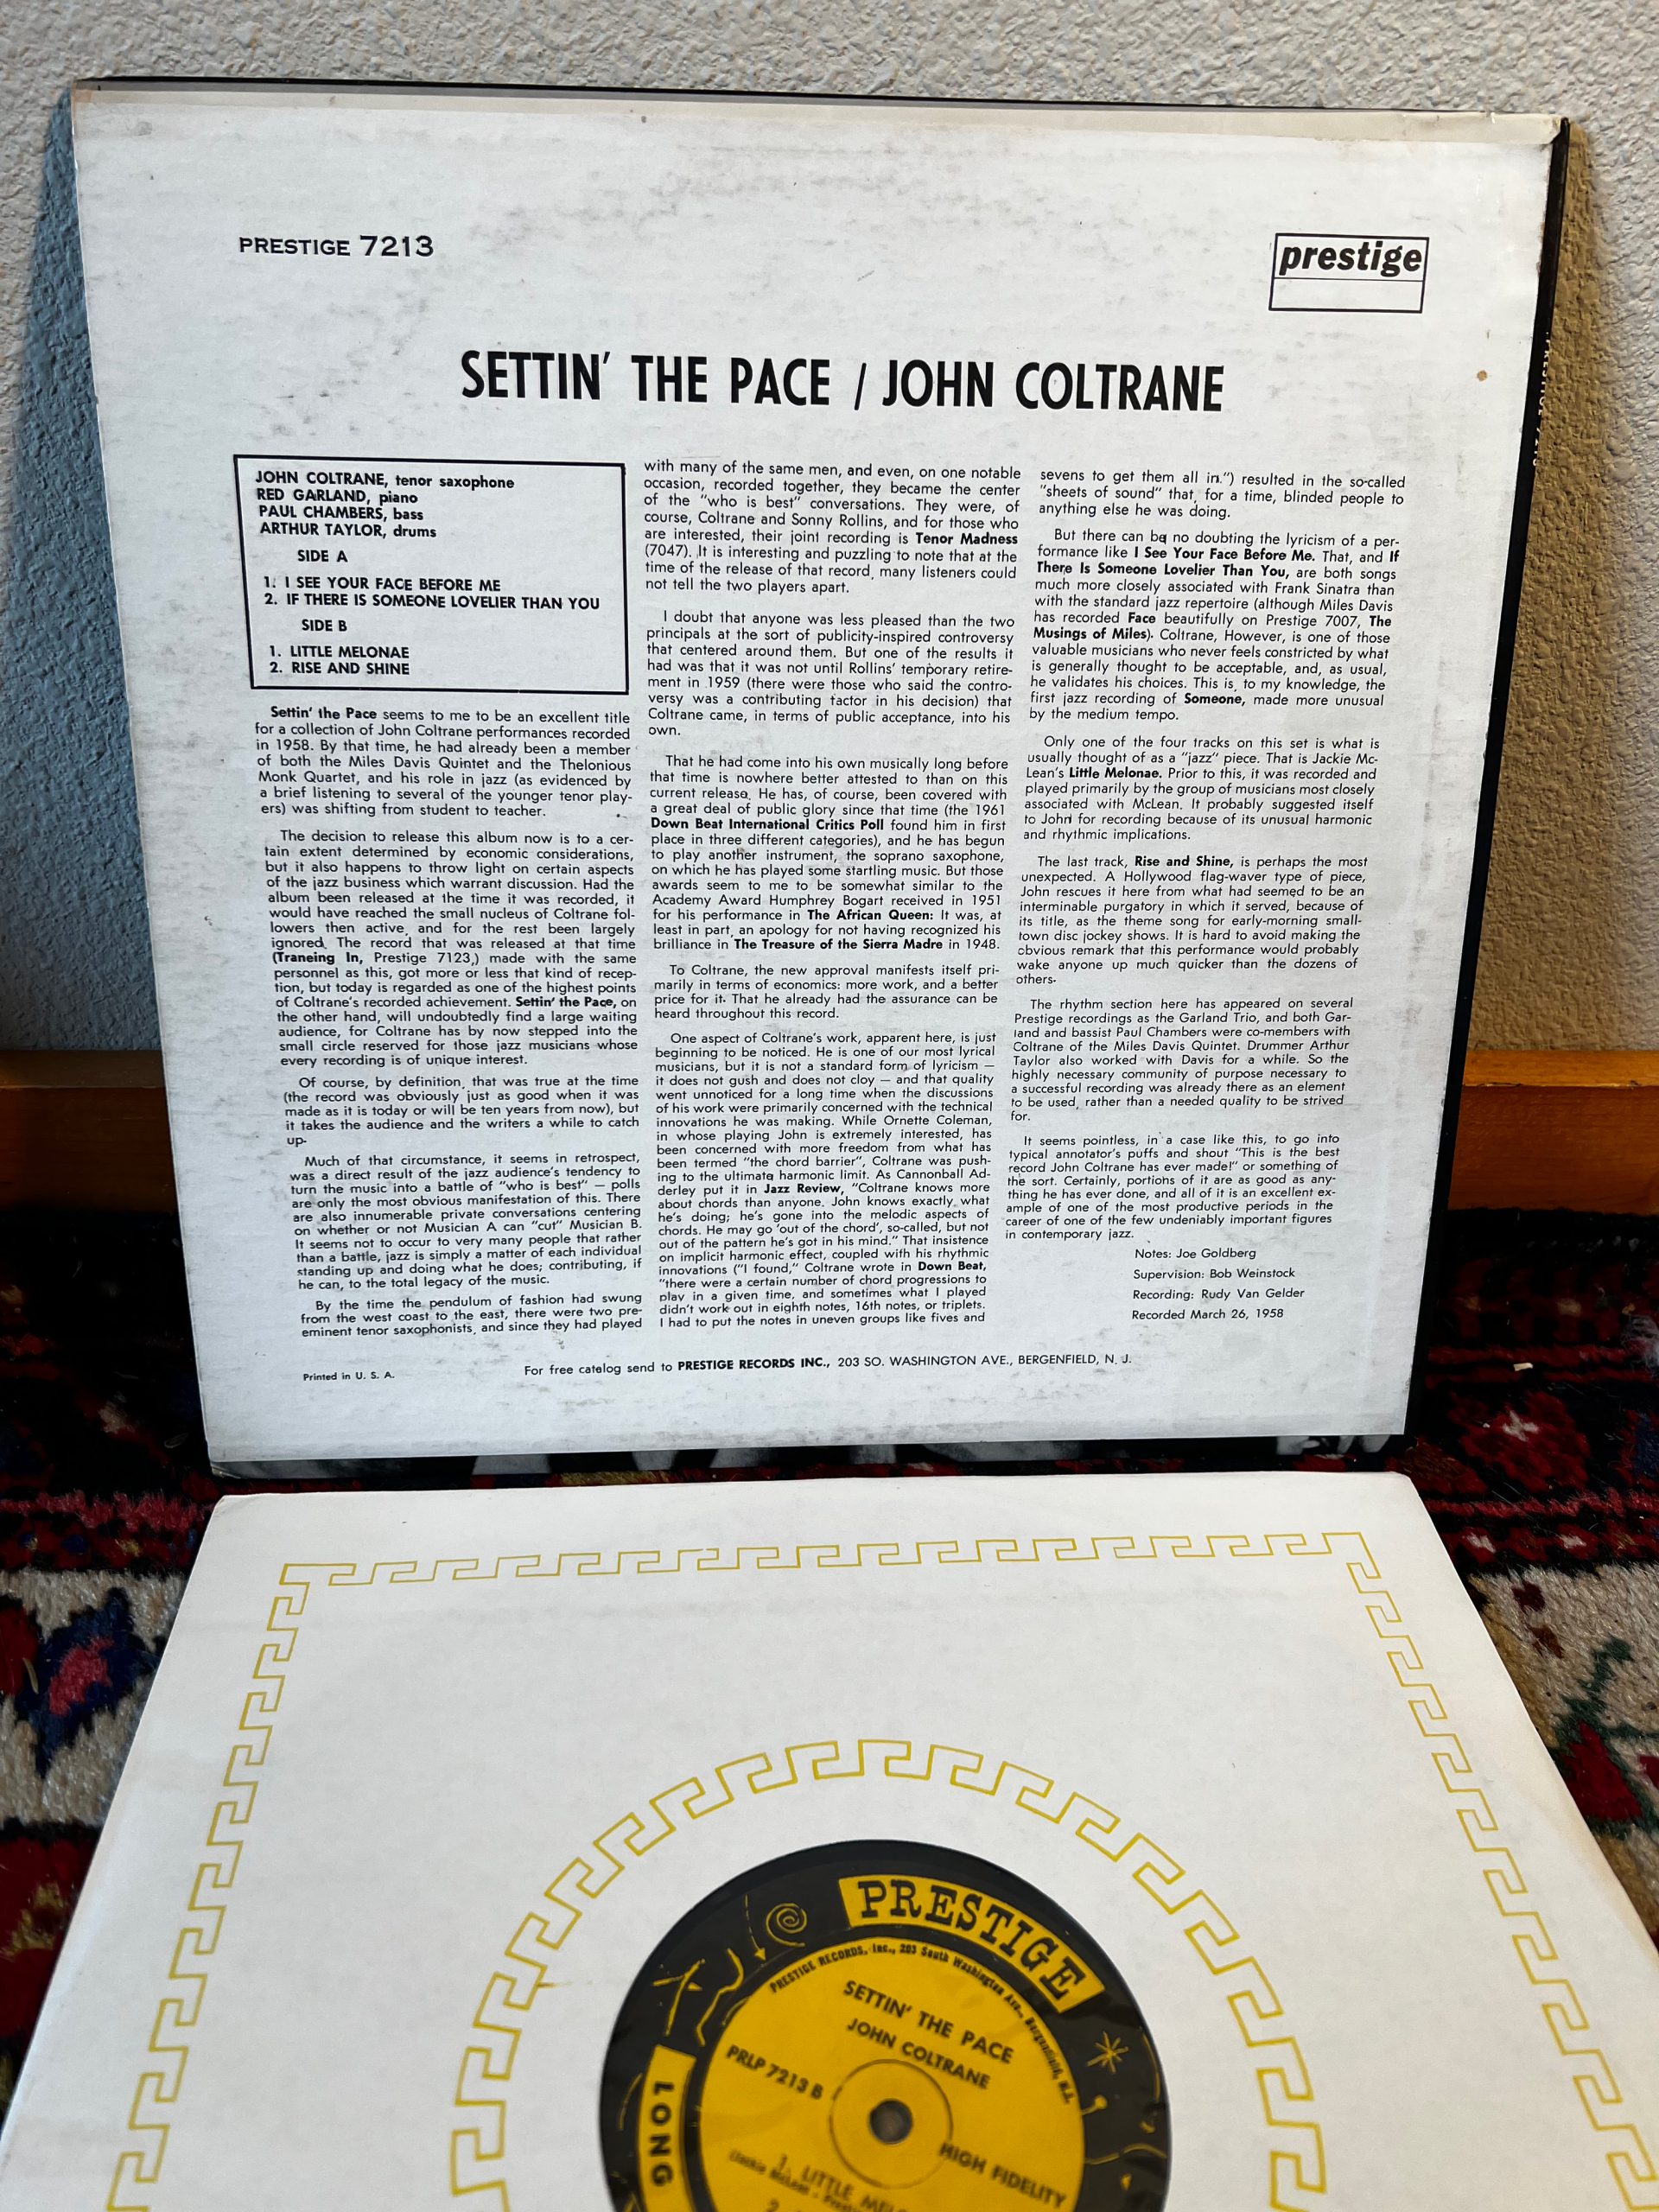 PRESTIGE 7213
prestige
SETTIN' THE PACE / JOHN COLTRANE
JOHN COLTRANE, tenor saxophone
RED GARLAND, piano
PAUL CHAMBERS, bass
ARTHUR TAYLOR, drums
SIDE A
1. I SEE YOUR FACE BEFORE ME
2. IF THERE IS SOMEONE LOVELIER THAN YOU
SIDE B
1. LITTLE MELONAE
2. RISE AND SHINE
Settin' the Pace seems to me to be an excellent title
for a collection of John Coltrane performances recorded
in 1958. By that time, he had already been a member
of both the Miles Davis Quintet and the Thelonious
Monk Quartet, and his role in jazz (as evidenced by
a brief listening to several of the younger tenor play-
ers) was shifting from student to teacher.
The decision to release this album now is to a cer-
tain extent determined by economic considerations,
but it also happens to throw light on certain aspects
of the jazz business which warrant discussion. Had the
album been released at the time it was recorded, it
would have reached the small nucleus of Coltrane fol-
lowers then active, and for the rest been largely
ignored. The record that was released at that time
(Traneing In, Prestige 7123,) made with the same
personnel as this, got more or less that kind of recep-
tion, but today is regarded as one of the highest points
of Coltrane's recorded achievement. Settin' the Pace, on
the other hand, will undoubtedly find a large waiting
audience, for Coltrane has by now stepped into the
small circle reserved for those jazz musicians whose
every recording is of unique interest.
Of course, by definition, that was true at the time
(the record was obviously just as good when it was
made as it is today or will be ten years from now), but
it takes the audience and the writers a while to catch
up.
Much of that circumstance, it seems in retrospect,
was a direct result of the jazz audience's tendency to
turn the music into a battle of "who is best" — polls
are only the most obvious manifestation of this. There
are also innumerable private conversations centering
on whether or not Musician A can "cut" Musician B.
It seems not to occur to very many people that rather
than a battle, jazz is simply a matter of each individual
standing up and doing what he does; contributing, if
he can, to the total legacy of the music.
By the time the pendulum of fashion had swung
from the west coast to the east, there were two pre-
eminent tenor saxophonists, and since they had played
with many of the same men, and even, on one notable
occasion, recorded together, they became the center
of the "who is best" conversations. They were, of
course, Coltrane and Sonny Rollins, and for those who
are interested, their joint recording is Tenor Madness
(7047). It is interesting and puzzling to note that at the
time of the release of that record, many listeners could
not tell the two players apart.
I doubt that anyone was less pleased than the two
principals at the sort of publicity-inspired controversy
that centered around them. But one of the results it
had was that it was not until Rollins' temporary retire-
ment in 1959 (there were those who said the contro-
versy was a contributing factor in his decision) that
Coltrane came, in terms of public acceptance, into his
own.
That he had come into his own musically long before
that time is nowhere better attested to than on this
current release. He has, of course, been covered with
a great deal of public glory since that time (the 1961
Down Beat International Critics Poll found him in first
place in three different categories), and he has begun
to play another instrument, the soprano saxophone,
on which he has played some startling music. But those
awards seem to me to be somewhat similar to the
Academy Award Humphrey Bogart received in 1951
for his performance in The African Queen: It was, at
least in part, an apology for not having recognized his
brilliance in The Treasure of the Sierra Madre in 1948.
To Coltrane, the new approval manifests itself pri-
marily in terms of economics: more work, and a better
price for it. That he already had the assurance can be
heard throughout this record.
One aspect of Coltrane's work, apparent here, is just
beginning to be noticed. He is one of our most lyrical
musicians, but it is not a standard form of lyricism —
it does not gush and does not cloy — and that quality
went unnoticed for a long time when the discussions
of his work were primarily concerned with the technical
innovations he was making. While Ornette Coleman,
in whose playing John is extremely interested, has
been concerned with more freedom from what has
been termed "the chord barrier", Coltrane was push-
ing to the ultimate harmonic limit. As Cannonball Ad-
derley put it in Jazz Review, "Coltrane knows more
about chords than anyone. John knows exactly what
he's doing; he's gone into the melodic aspects of
chords. He may go 'out of the chord', so-called, but not
out of the pattern he's got in his mind." That insistence
on implicit harmonic effect, coupled with his rhythmic
innovations ("I found," Coltrane wrote in Down Beat,
"there were a certain number of chord progressions to
play in a given time, and sometimes what I played
didn't work out in eighth notes, 16th notes, or triplets.
I had to put the notes in uneven groups like fives and
sevens to get them all in.") resulted in the so-called
"sheets of sound" that, for a time, blinded people to
anything else he was doing.
But there can be no doubting the lyricism of a per-
formance like I See Your Face Before Me. That, and If
There Is Someone Lovelier Than You, are both songs
much more closely associated with Frank Sinatra than
with the standard jazz repertoire (although Miles Davis
has recorded Face beautifully on Prestige 7007, The
Musings of Miles). Coltrane, However, is one of those
valuable musicians who never feels constricted by what
is generally thought to be acceptable, and, as usual,
he validates his choices. This is, to my knowledge, the
first jazz recording of Someone, made more unusual
by the medium tempo.
Only one of the four tracks on this set is what is
usually thought of as a "jazz" piece. That is Jackie Mc-
Lean's Little Melonae. Prior to this, it was recorded and
played primarily by the group of musicians most closely
associated with McLean. It probably suggested itself
to John for recording because of its unusual harmonic
and rhythmic implications.
The last track, Rise and Shine, is perhaps the most
unexpected. A Hollywood flag-waver type of piece,
John rescues it here from what had seemed to be an
interminable purgatory in which it served, because of
its title, as the theme song for early-morning small-
town disc jockey shows. It is hard to avoid making the
obvious remark that this performance would probably
wake anyone up much quicker than the dozens of
others.
The rhythm section here has appeared on several
Prestige recordings as the Garland Trio, and both Gar-
land and bassist Paul Chambers were co-members with
Coltrane of the Miles Davis Quintet. Drummer Arthur
Taylor also worked with Davis for a while. So the
highly necessary community of purpose necessary to
a successful recording was already there as an element
to be used, rather than a needed quality to be strived
for.
It seems pointless, in a case like this, to go into
typical annotator's puffs and shout "This is the best
record John Coltrane has ever made!" or something of
the sort. Certainly, portions of it are as good as any-
thing he has ever done, and all of it is an excellent ex-
ample of one of the most productive periods in the
career of one of the few undeniably important figures
in contemporary jazz.
Notes: Joe Goldberg
Supervision: Bob Weinstock
Recording: Rudy Van Gelder
Recorded March 26, 1958
Printed in U. S. A.
For free catalog send to PRESTIGE RECORDS INC., 203 SO. WASHINGTON AVE., BERGENFIELD, N. J.
PRESTIGE
PRESTIGE RECORDS, Inc., 203 South Washington Ave., Bergenfield, N.J.
SETTIN' THE PACE
JOHN COLTRANE
PRLP 7213 B
HIGH FIDELITY
LONG
1. LITTLE
(Jackie McLean - 
2.